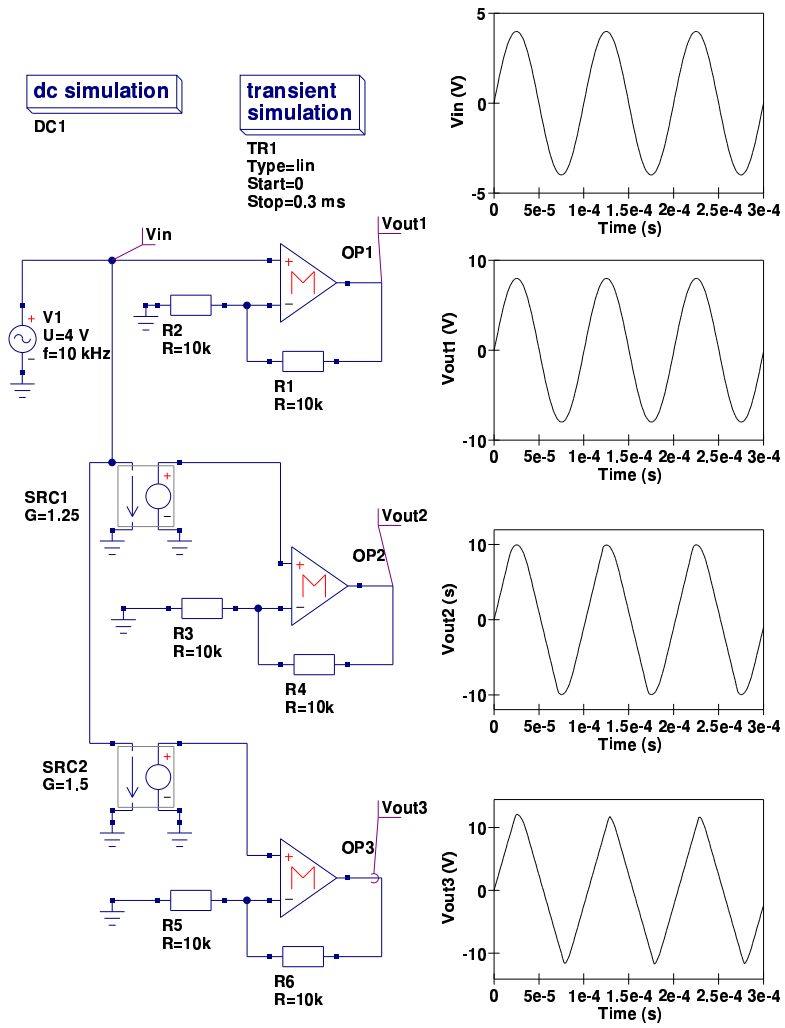 dc simulation
DC1
transient
simulation
TR1
Type=lin
Start=0
Stop=0.3 ms
Vin
V1
U=4 V
f=10 kHz
+
−
OP1
Vout1
+
−
R2
R=10k
R1
R=10k
SRC1
G=1.25
+
−
OP2
Vout2
+
−
R3
R=10k
R4
R=10k
SRC2
G=1.5
+
−
OP3
Vout3
+
−
R5
R=10k
R6
R=10k
Vin (V)
5
0
-5
0 5e-5 1e-4 1.5e-4 2e-4 2.5e-4 3e-4
Time (s)
Vout1 (V)
10
0
-10
0 5e-5 1e-4 1.5e-4 2e-4 2.5e-4 3e-4
Time (s)
Vout2 (s)
10
0
-10
0 5e-5 1e-4 1.5e-4 2e-4 2.5e-4 3e-4
Time (s)
Vout3 (V)
10
0
-10
0 5e-5 1e-4 1.5e-4 2e-4 2.5e-4 3e-4
Time (s)